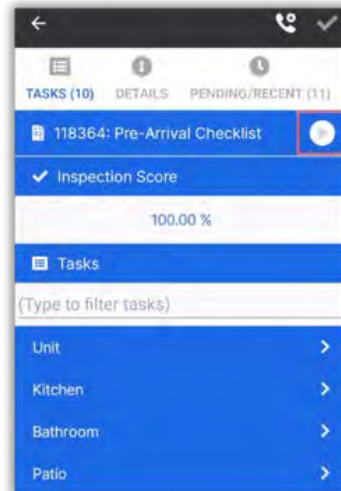 TASKS (10) DETAILS PENDING/RECENT (11)
118364: Pre-Arrival Checklist
Inspection Score
100.00 %
Tasks
(Type to filter tasks)
Unit
Kitchen
Bathroom
Patio